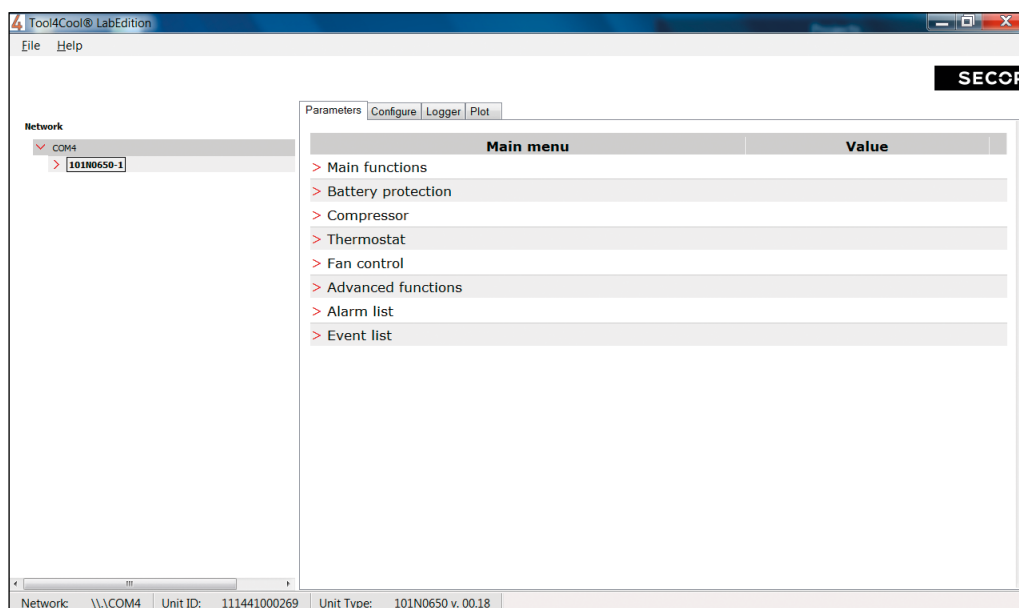 Tool4Cool® LabEdition
File Help
SECOP
Parameters Configure Logger Plot
Network
COM4
101N0650-1
Main menu Value
> Main functions
> Battery protection
> Compressor
> Thermostat
> Fan control
> Advanced functions
> Alarm list
> Event list
Network: \\.\COM4 Unit ID: 111441000269 Unit Type: 101N0650 v. 00.18